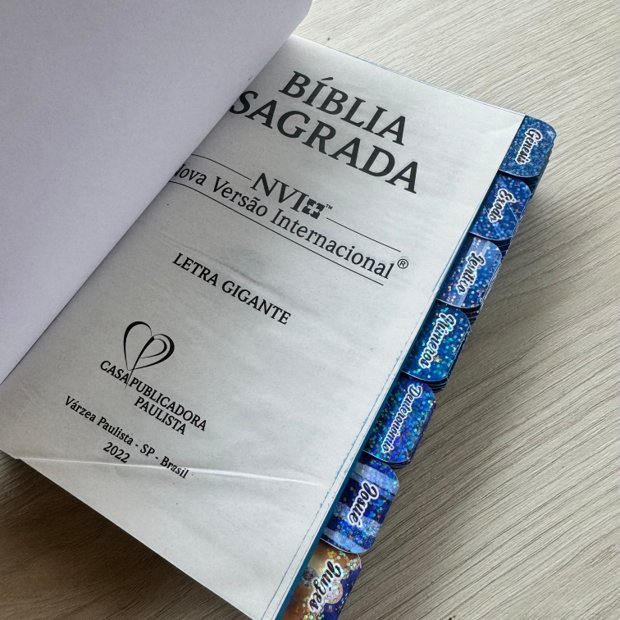 BÍBLIA
SAGRADA
NVI™
Nova Versão Internacional®
LETRA GIGANTE
CASA PUBLICADORA
PAULISTA
Várzea Paulista - SP - Brasil
2022
Gênesis
Êxodo
Levítico
Números
Deuteronômio
Josué
Juízes